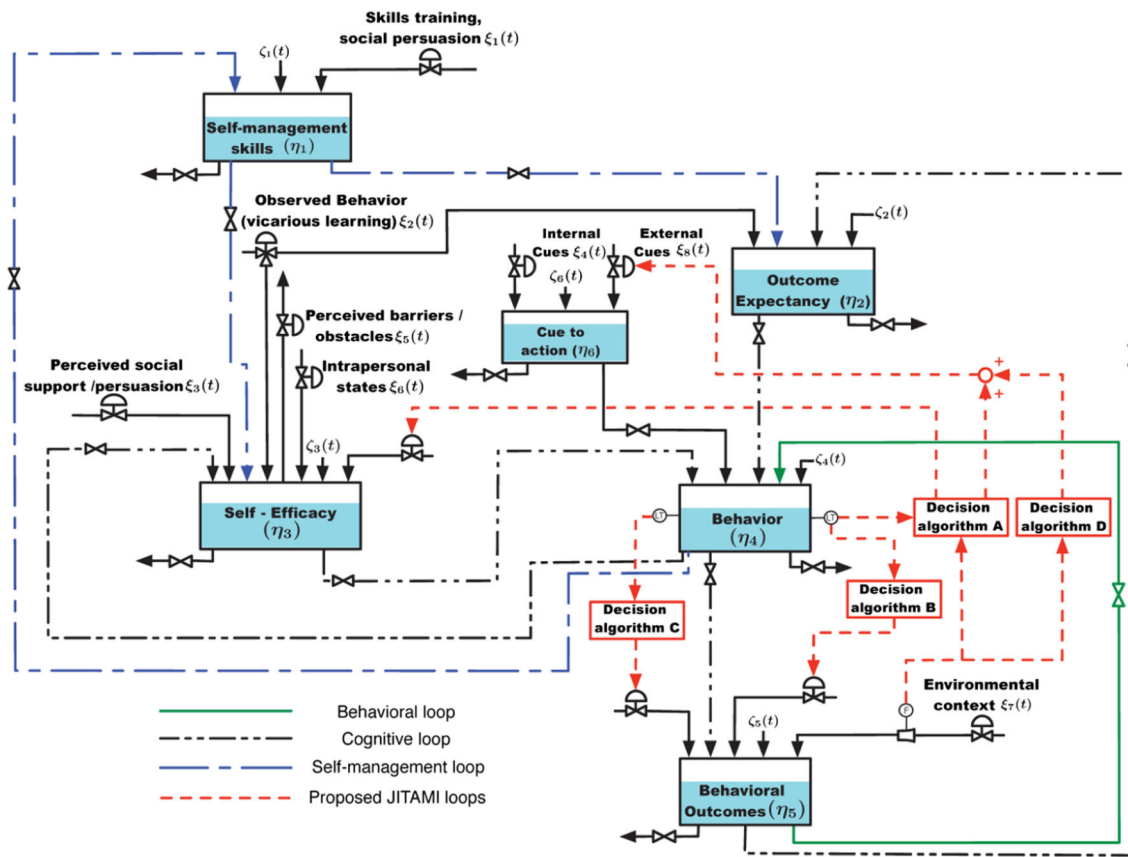 Skills training,
social persuasion ξ₁(t)
ζ₁(t)
Self-management
skills (η₁)
Observed Behavior
(vicarious learning) ξ₂(t)
Internal
Cues ξ₄(t)
External
Cues ξ₈(t)
ζ₂(t)
ζ₆(t)
Outcome
Expectancy (η₂)
Cue to
action (η₆)
Perceived barriers /
obstacles ξ₅(t)
Perceived social
support /persuasion ξ₃(t)
Intrapersonal
states ξ₆(t)
+
+
ζ₃(t)
ζ₄(t)
Self - Efficacy
(η₃)
LT
Behavior
(η₄)
LT
Decision
algorithm A
Decision
algorithm D
Decision
algorithm B
Decision
algorithm C
Environmental
context ξ₇(t)
F
ζ₅(t)
Behavioral
Outcomes (η₅)
Behavioral loop
Cognitive loop
Self-management loop
Proposed JITAMI loops